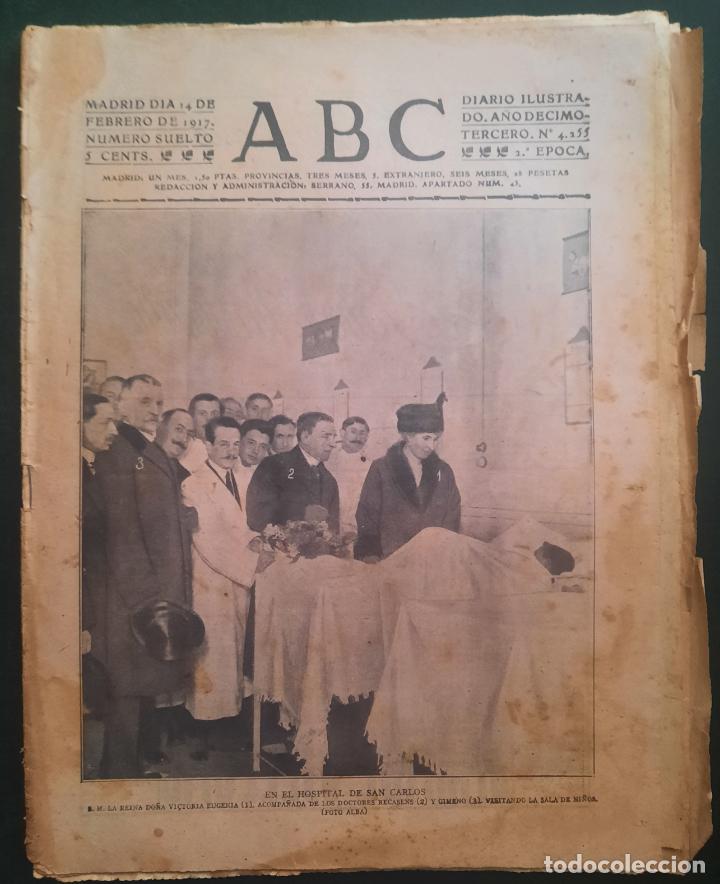 MADRID DIA 14 DE
FEBRERO DE 1917.
NUMERO SUELTO
5 CENTS.
ABC
DIARIO ILUSTRA-
DO. AÑO DECIMO-
TERCERO. N.º 4.255
2.ª EPOCA.
MADRID: UN MES, 1,50 PTAS. PROVINCIAS, TRES MESES, 5. EXTRANJERO, SEIS MESES, 28 PESETAS
REDACCION Y ADMINISTRACION: SERRANO, 55, MADRID. APARTADO NUM. 43.
3
2
1
EN EL HOSPITAL DE SAN CARLOS
S. M. LA REINA DOÑA VICTORIA EUGENIA (1), ACOMPAÑADA DE LOS DOCTORES RECASENS (2) Y GIMENO (3), VISITANDO LA SALA DE NIÑOS.
(FOTO ALBA)
todocoleccion